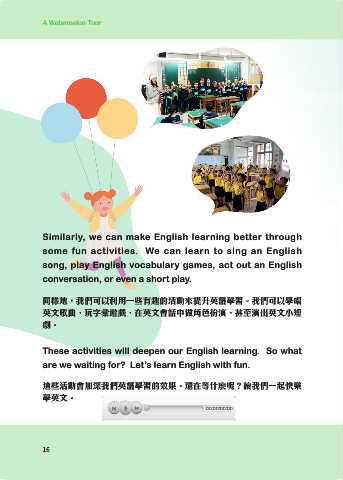 A Watermelon Tour
Similarly, we can make English learning better through
some fun activities. We can learn to sing an English
song, play English vocabulary games, act out an English
conversation, or even a short play.
同樣地，我們可以利用一些有趣的活動來提升英語學習。我們可以學唱
英文歌曲、玩字彙遊戲、在英文會話中做角色扮演、甚至演出英文小短
劇。
These activities will deepen our English learning. So what
are we waiting for? Let's learn English with fun.
這些活動會加深我們英語學習的效果。還在等什麼呢？讓我們一起快樂
學英文。
00:00/00:00
16